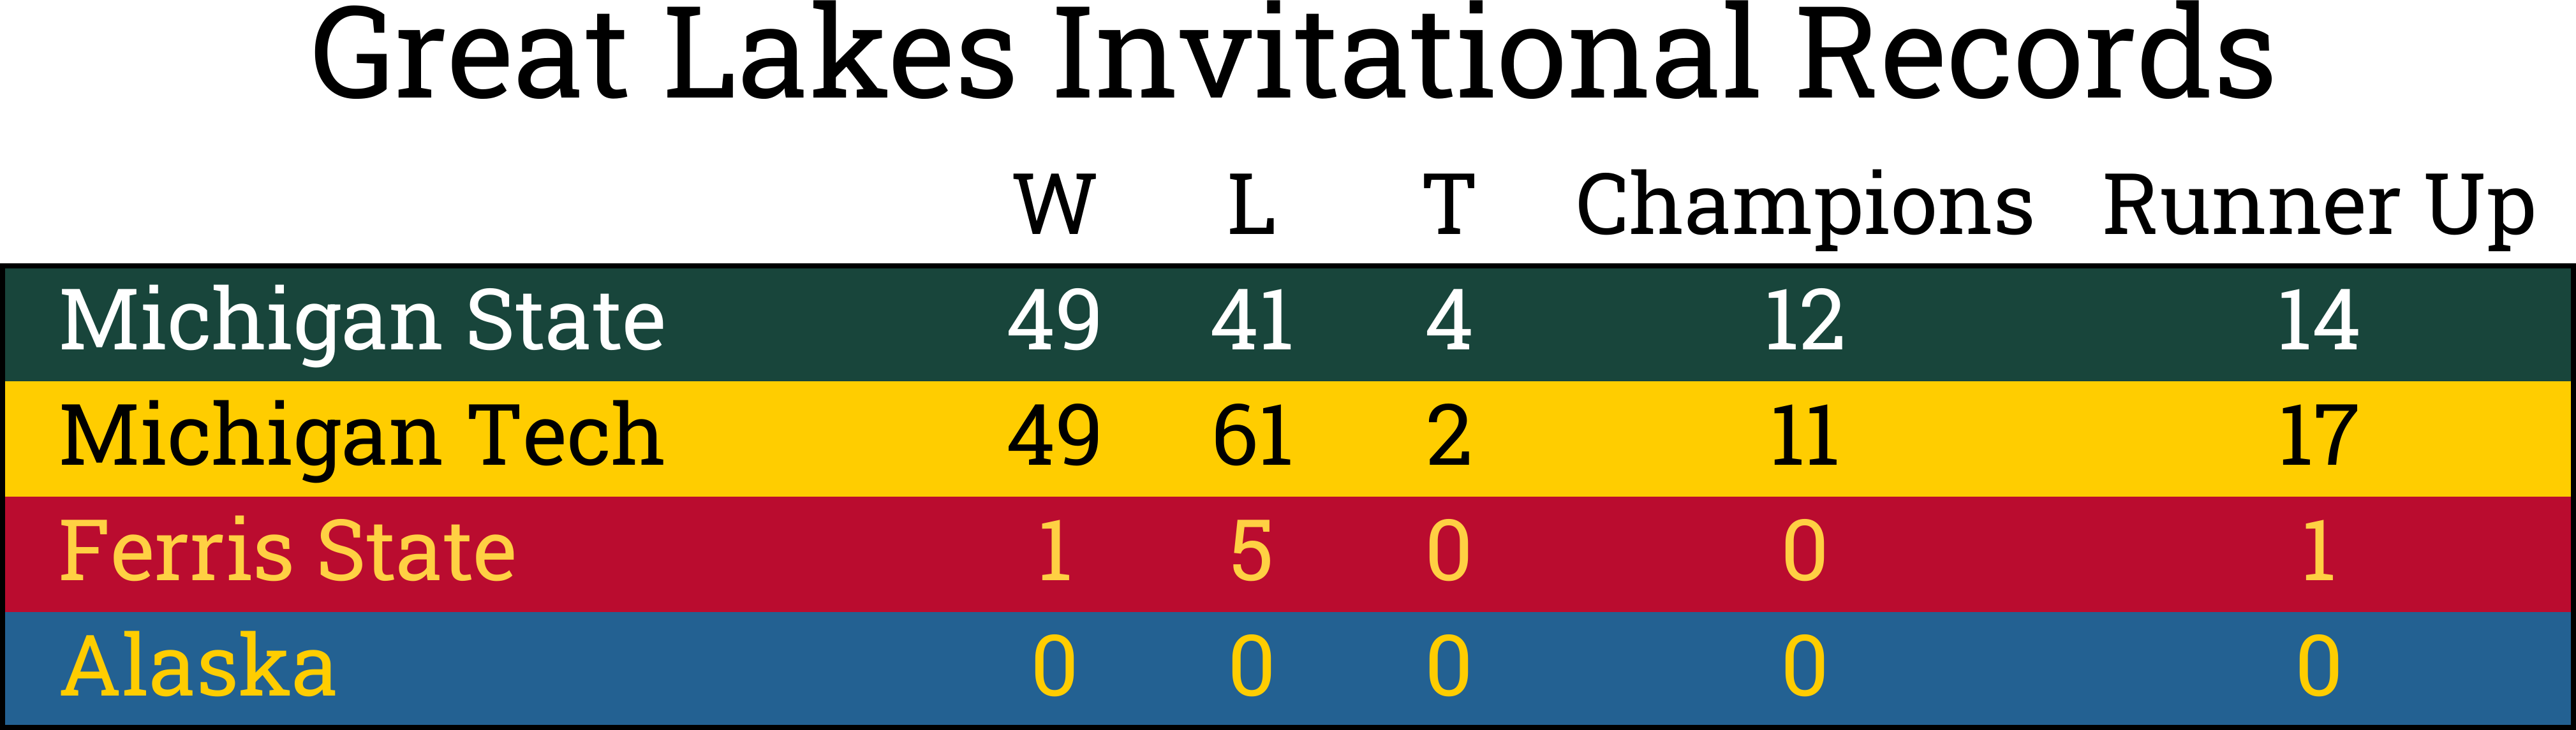 Great Lakes Invitational Records
W L T Champions Runner Up
Michigan State 49 41 4 12 14
Michigan Tech 49 61 2 11 17
Ferris State 1 5 0 0 1
Alaska 0 0 0 0 0